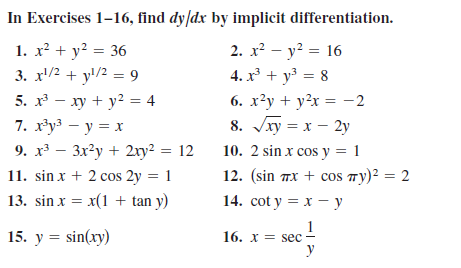 In Exercises 1–16, find dy/dx by implicit differentiation.
1. x² + y² = 36    2. x² − y² = 16
3. x^{1/2} + y^{1/2} = 9    4. x³ + y³ = 8
5. x³ − xy + y² = 4    6. x²y + y²x = −2
7. x³y³ − y = x    8. √(xy) = x − 2y
9. x³ − 3x²y + 2xy² = 12    10. 2 sin x cos y = 1
11. sin x + 2 cos 2y = 1    12. (sin πx + cos πy)² = 2
13. sin x = x(1 + tan y)    14. cot y = x − y
15. y = sin(xy)    16. x = sec 1/y